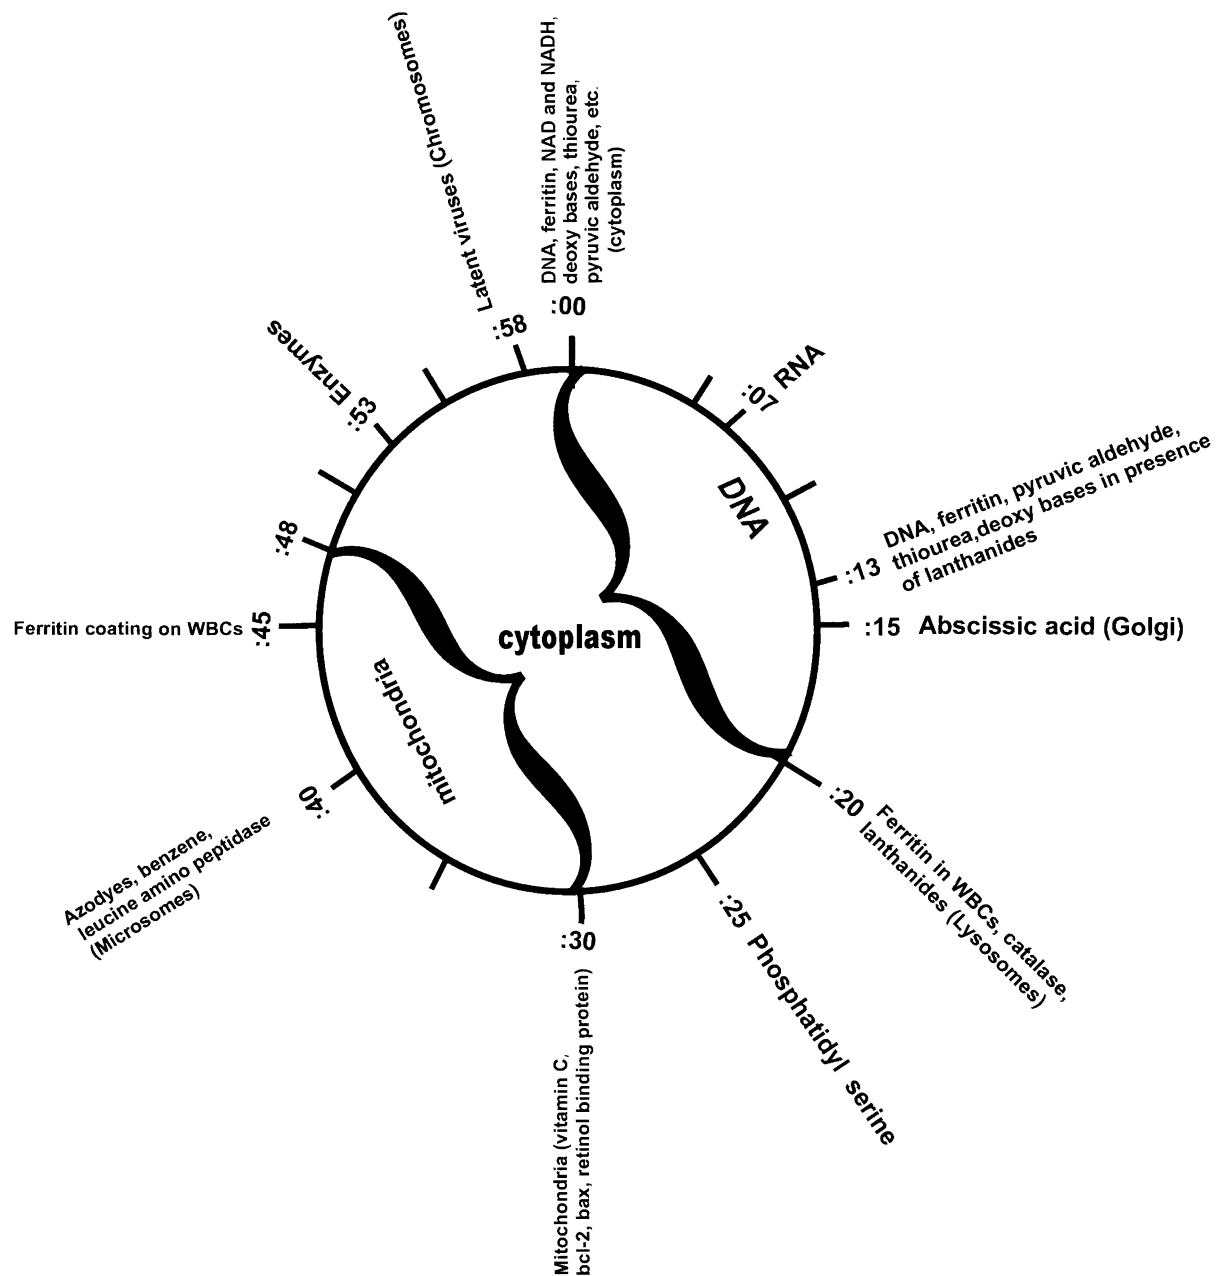 :00
DNA, ferritin, NAD and NADH,
deoxy bases, thiourea,
pyruvic aldehyde, etc.
(cytoplasm)
:07 RNA
:13
DNA, ferritin, pyruvic aldehyde,
thiourea,deoxy bases in presence
of lanthanides
:15 Abscissic acid (Golgi)
:20
Ferritin in WBCs, catalase,
lanthanides (Lysosomes)
:25 Phosphatidyl serine
:30
Mitochondria (vitamin C,
bcl-2, bax, retinol binding protein)
:40
Azodyes, benzene,
leucine amino peptidase
(Microsomes)
Ferritin coating on WBCs :45
:48
:53 Enzymes
:58 Latent viruses (Chromosomes)
DNA
cytoplasm
mitochondria